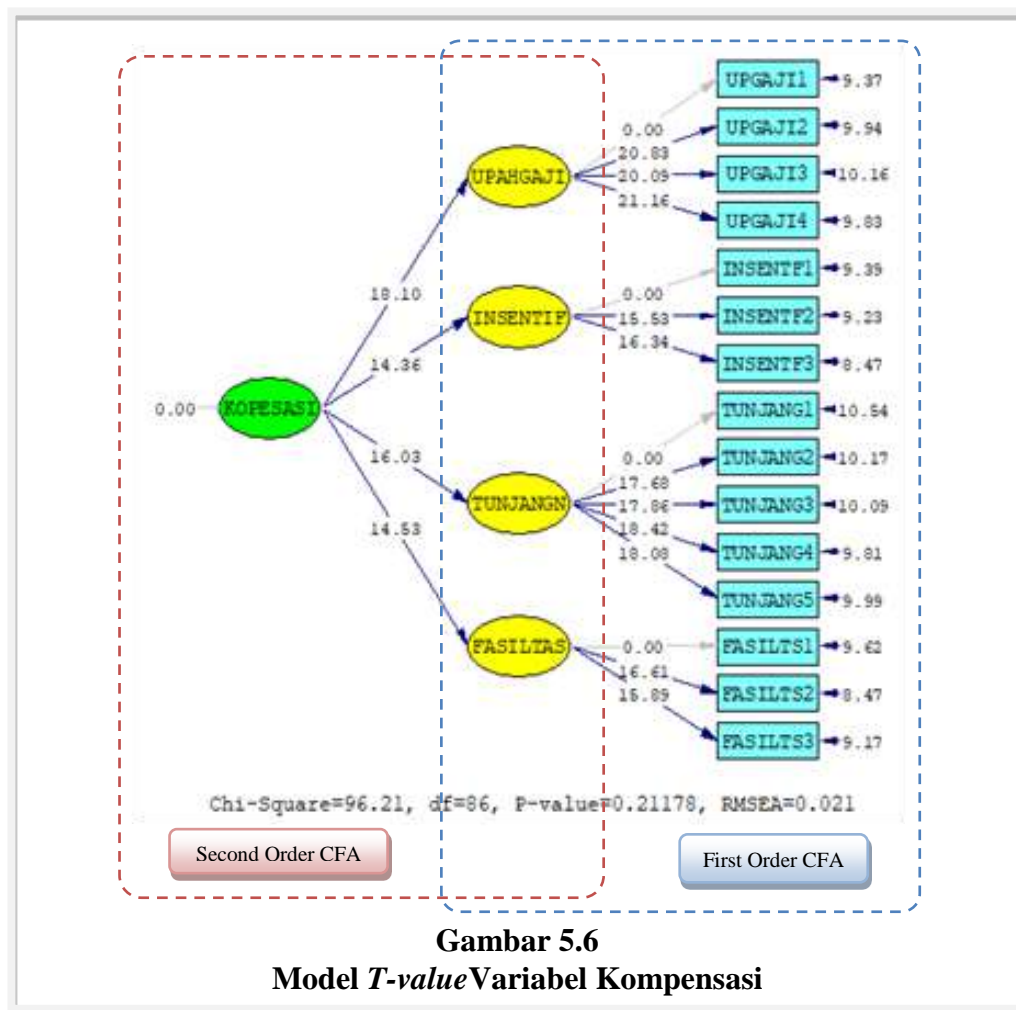 UPGAJI1 9.37
0.00
UPGAJI2 9.94
20.83
UPAHGAJI
20.09
UPGAJI3 10.16
21.16
UPGAJI4 9.83
INSENTF1 9.39
18.10
0.00
INSENTIF
15.53
INSENTF2 9.23
16.34
14.36
INSENTF3 8.47
0.00
KOPESASI
TUNJANG1 10.54
16.03
0.00
TUNJANG2 10.17
17.68
TUNJANGN
17.86
TUNJANG3 10.09
18.42
14.53
TUNJANG4 9.81
18.08
TUNJANG5 9.99
FASILTAS
0.00
FASILTS1 9.62
16.61
FASILTS2 8.47
15.89
FASILTS3 9.17
Chi-Square=96.21, df=86, P-value=0.21178, RMSEA=0.021
Second Order CFA
First Order CFA
Gambar 5.6
Model T-valueVariabel Kompensasi